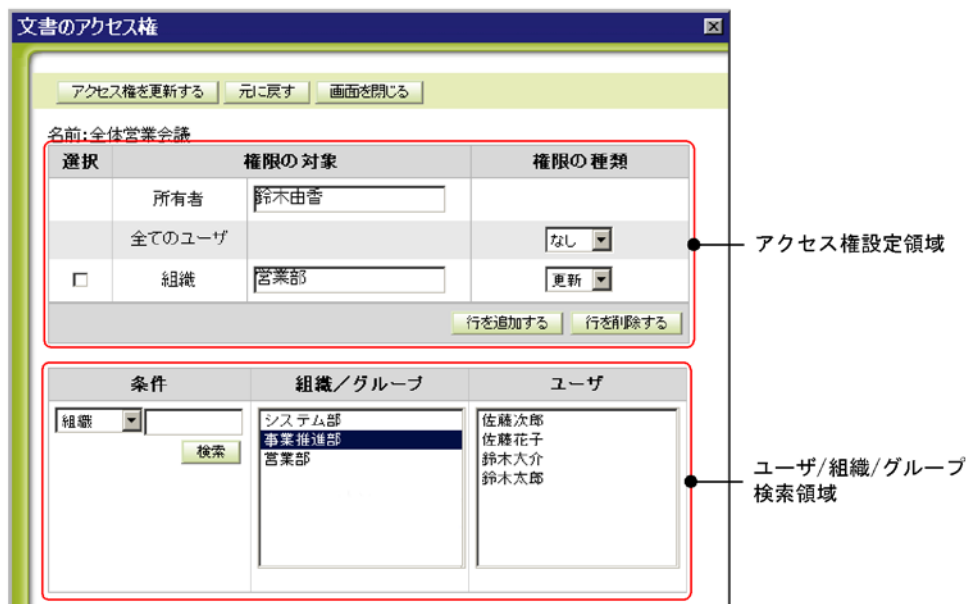 文書のアクセス権
アクセス権を更新する 元に戻す 画面を閉じる
名前:全体営業会議
選択 権限の対象 権限の種類
所有者 鈴木由香
全てのユーザ なし
組織 営業部 更新
行を追加する 行を削除する
アクセス権設定領域
条件 組織／グループ ユーザ
組織
検索
システム部
事業推進部
営業部
佐藤次郎
佐藤花子
鈴木大介
鈴木太郎
ユーザ/組織/グループ
検索領域